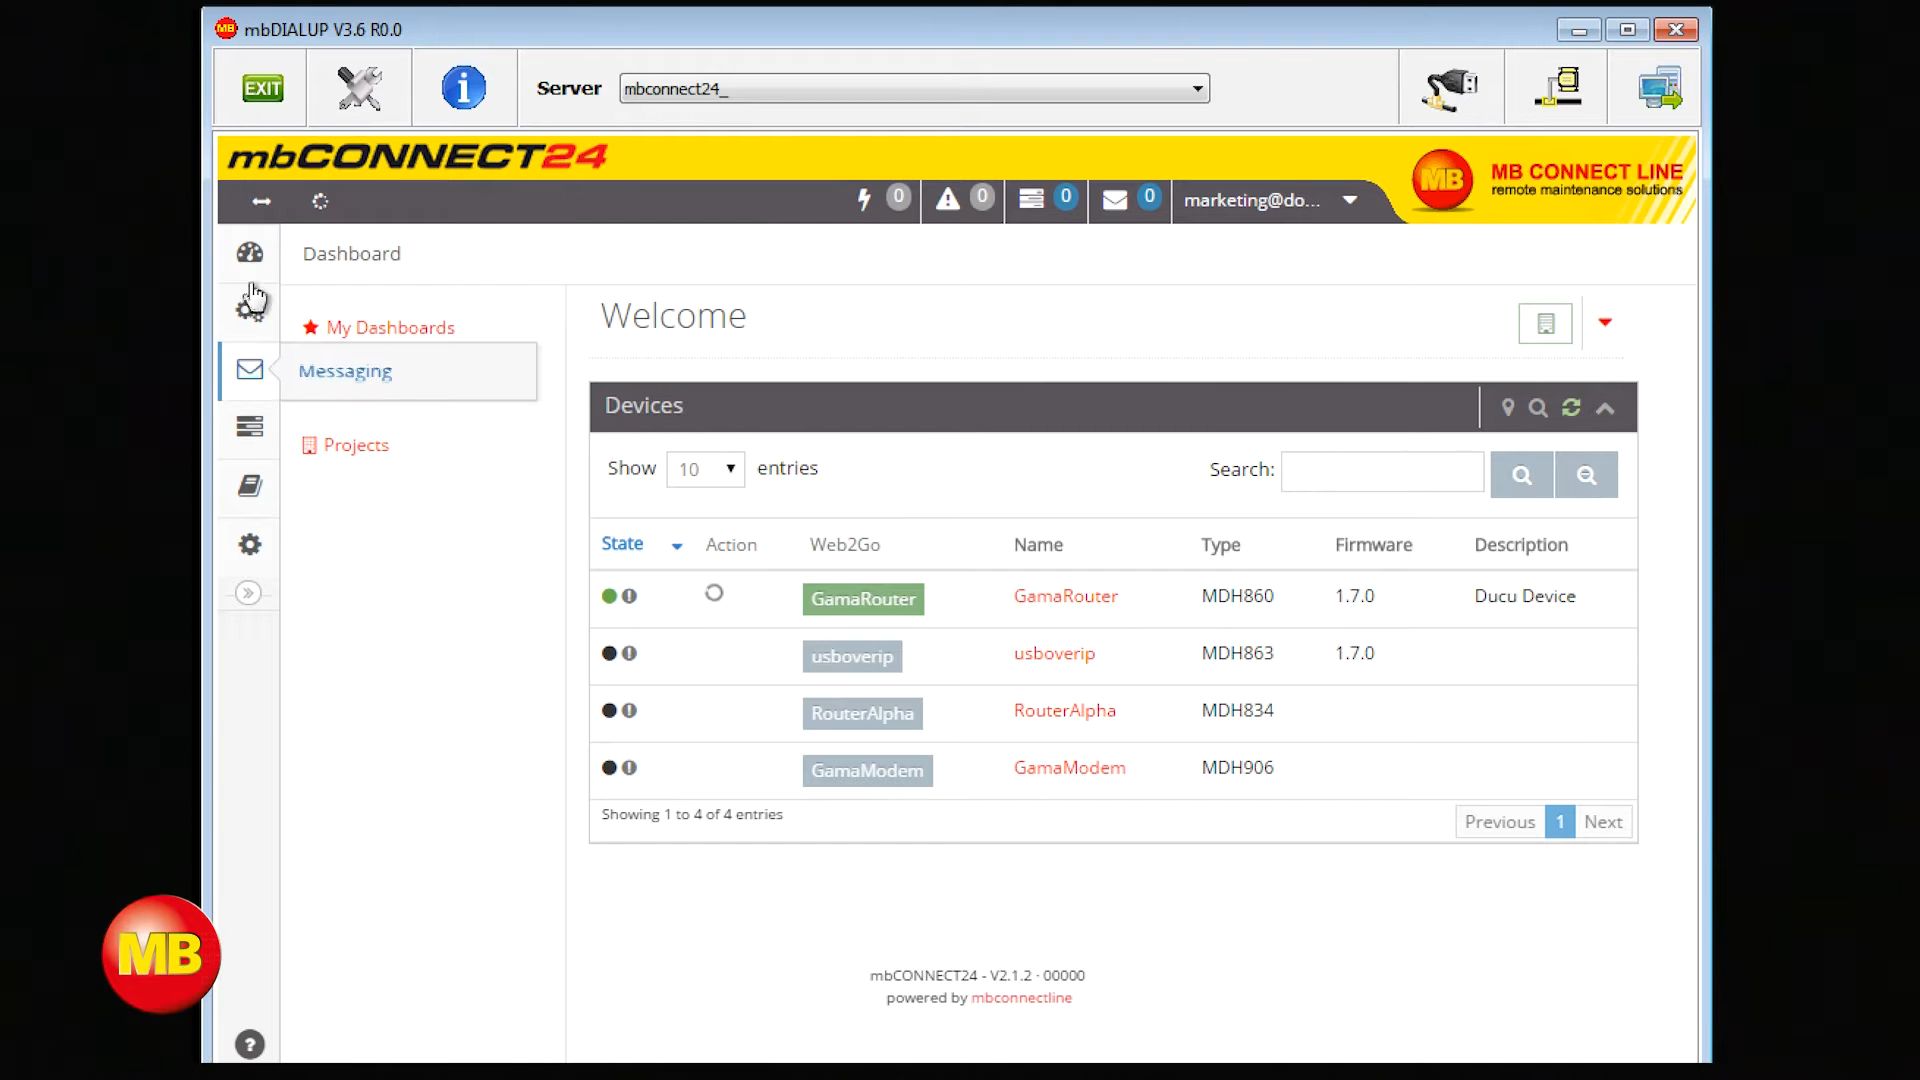 MB mbDIALUP V3.6 R0.0
EXIT
Server mbconnect24_
mbCONNECT24
MB MB CONNECT LINE
remote maintenance solutions
0 0 0 0 marketing@do...
Dashboard
My Dashboards
Messaging
Projects
Welcome
Devices
Show 10 entries Search:
State Action Web2Go Name Type Firmware Description
GamaRouter GamaRouter MDH860 1.7.0 Ducu Device
usboverip usboverip MDH863 1.7.0
RouterAlpha RouterAlpha MDH834
GamaModem GamaModem MDH906
Showing 1 to 4 of 4 entries Previous 1 Next
mbCONNECT24 - V2.1.2 · 00000
powered by mbconnectline
MB